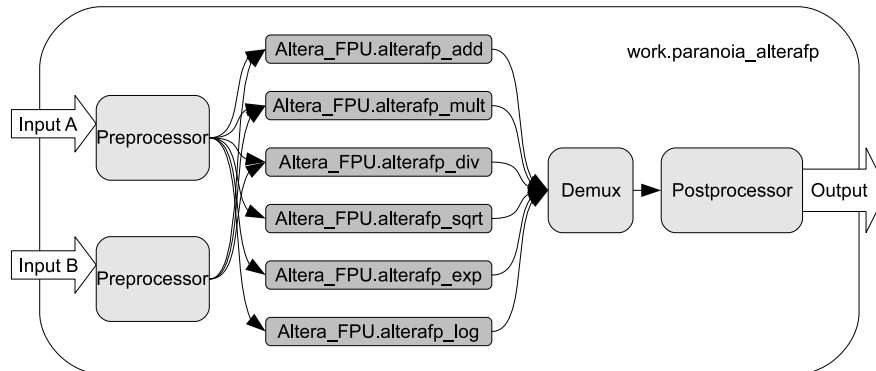 Altera_FPU.alterafp_add
work.paranoia_alterafp
Input A
Preprocessor
Altera_FPU.alterafp_mult
Altera_FPU.alterafp_div
Altera_FPU.alterafp_sqrt
Demux
Postprocessor
Output
Input B
Preprocessor
Altera_FPU.alterafp_exp
Altera_FPU.alterafp_log